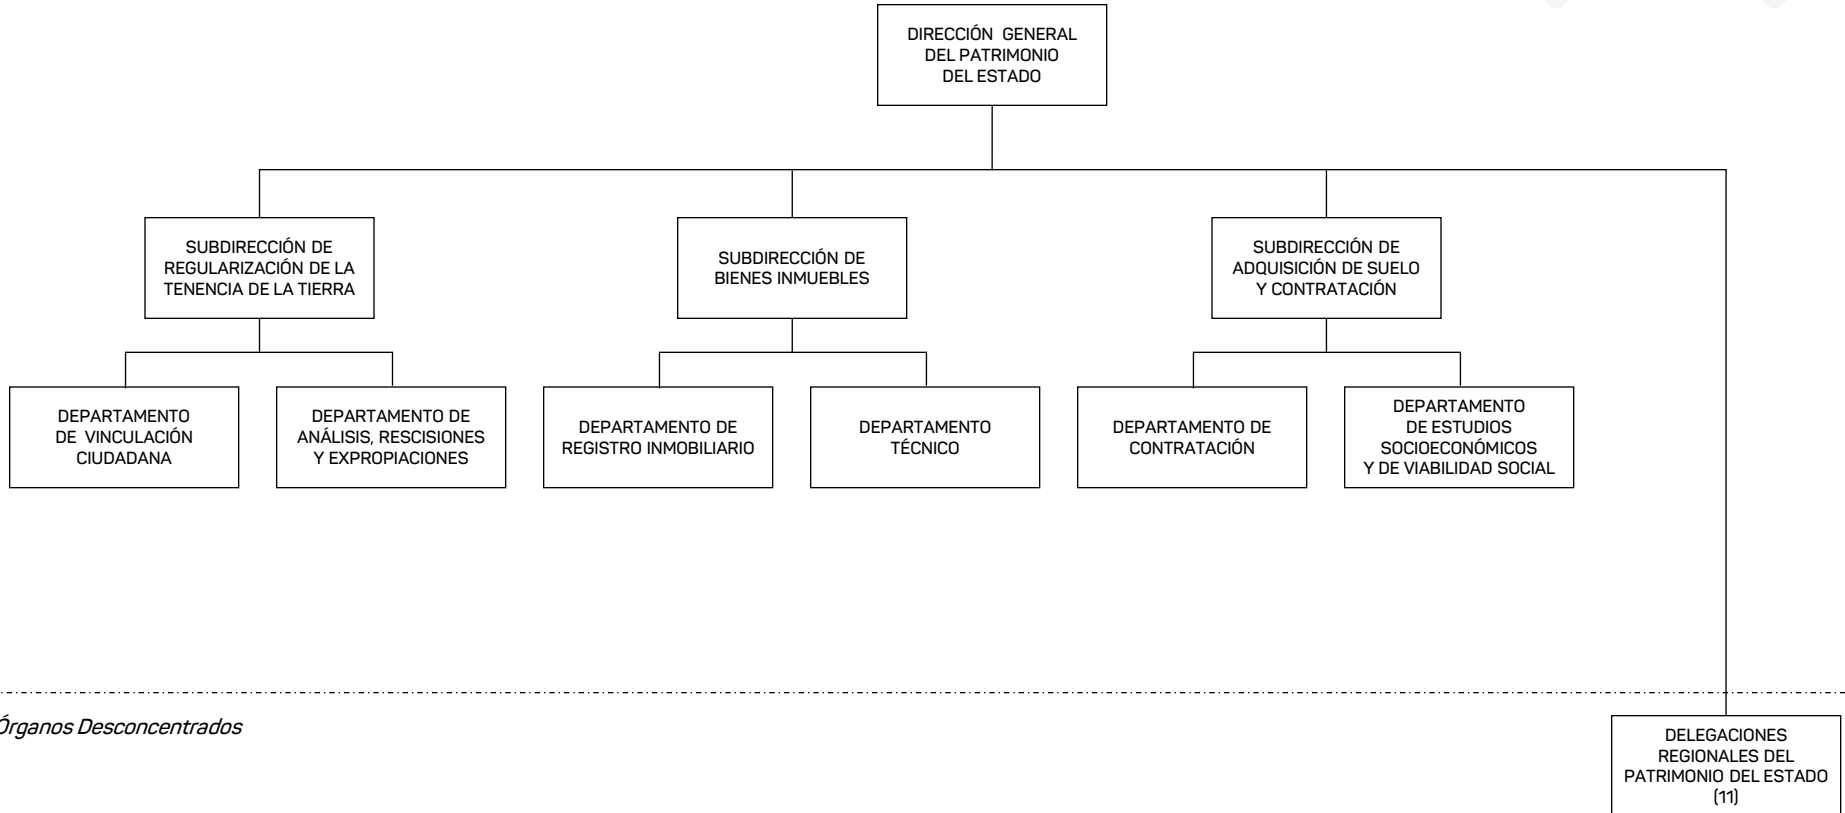 DIRECCIÓN GENERAL
DEL PATRIMONIO
DEL ESTADO
SUBDIRECCIÓN DE
REGULARIZACIÓN DE LA
TENENCIA DE LA TIERRA
SUBDIRECCIÓN DE
BIENES INMUEBLES
SUBDIRECCIÓN DE
ADQUISICIÓN DE SUELO
Y CONTRATACIÓN
DEPARTAMENTO
DE VINCULACIÓN
CIUDADANA
DEPARTAMENTO DE
ANÁLISIS, RESCISIONES
Y EXPROPIACIONES
DEPARTAMENTO DE
REGISTRO INMOBILIARIO
DEPARTAMENTO
TÉCNICO
DEPARTAMENTO DE
CONTRATACIÓN
DEPARTAMENTO
DE ESTUDIOS
SOCIOECONÓMICOS
Y DE VIABILIDAD SOCIAL
Órganos Desconcentrados
DELEGACIONES
REGIONALES DEL
PATRIMONIO DEL ESTADO
(11)